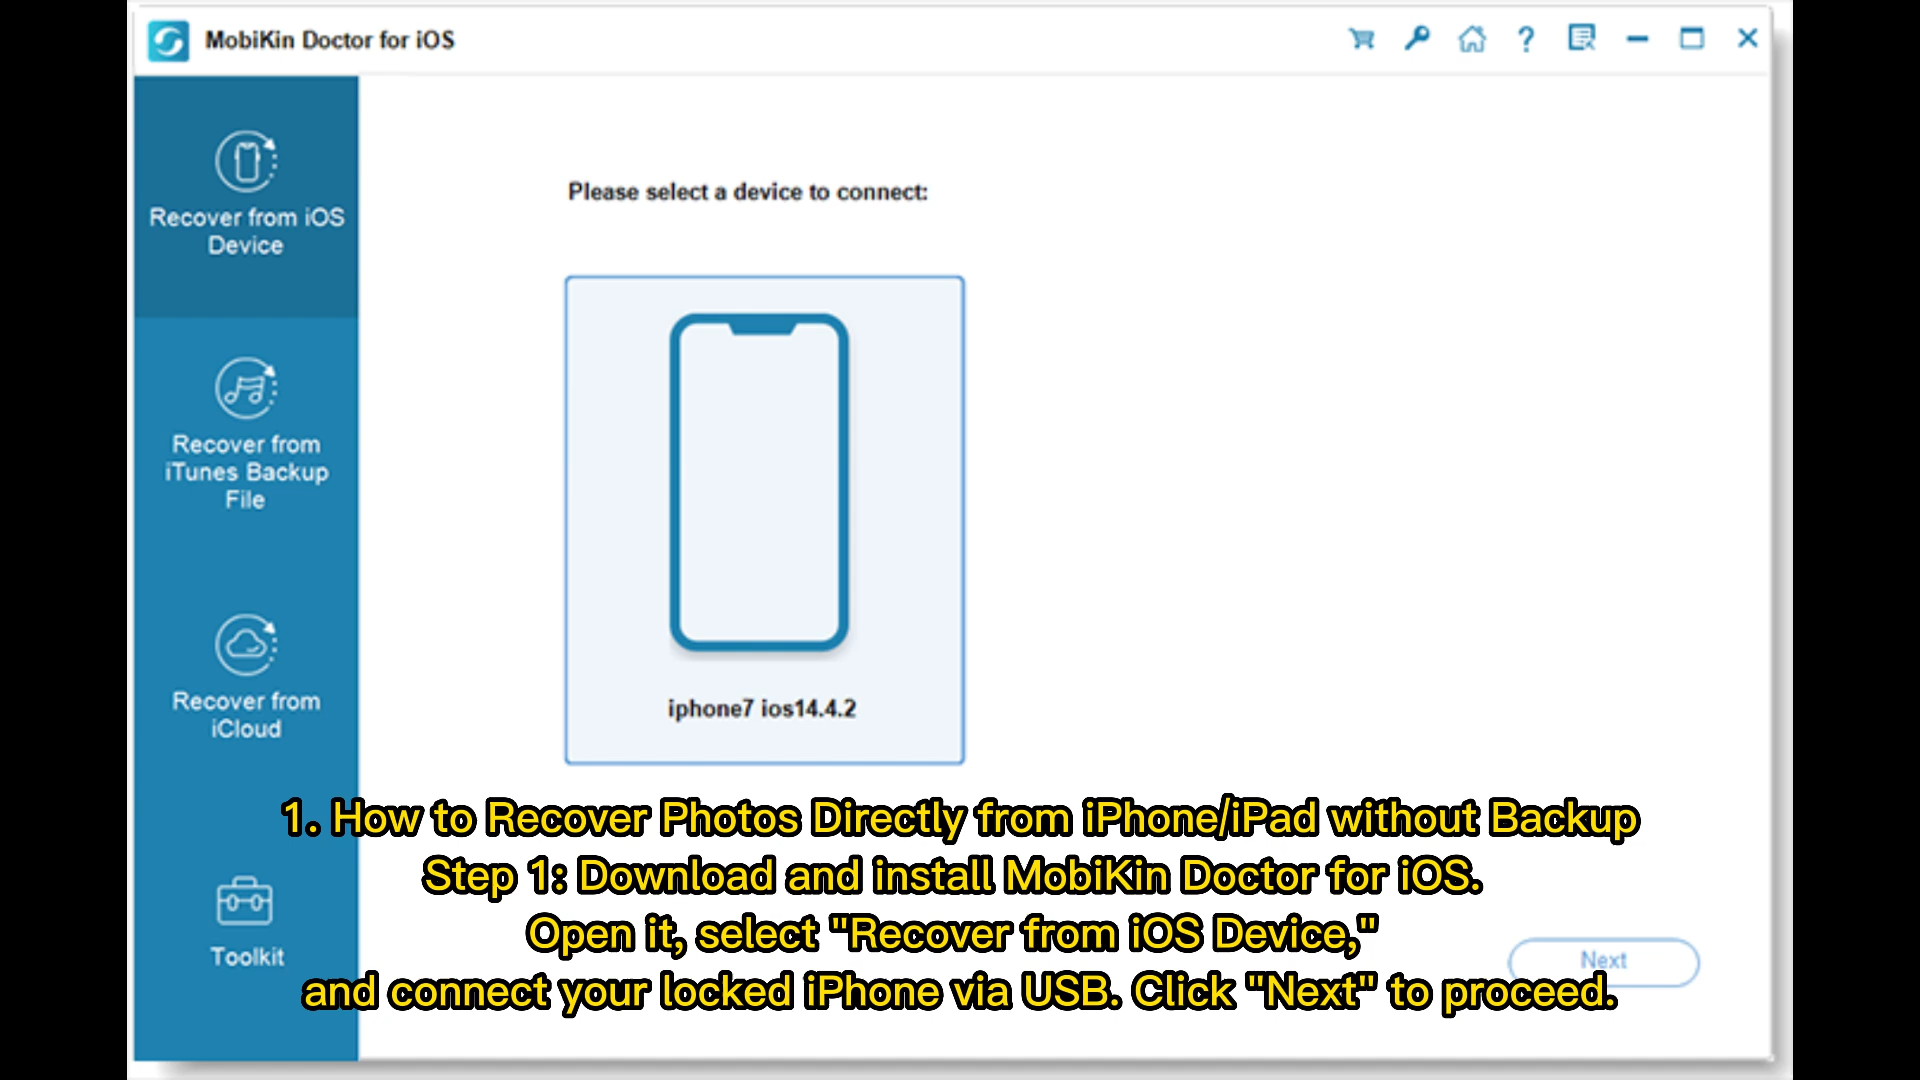 MobiKin Doctor for iOS
Recover from iOS
Device
Recover from
iTunes Backup
File
Recover from
iCloud
Toolkit
Please select a device to connect:
iphone7 ios14.4.2
Next
1. How to Recover Photos Directly from iPhone/iPad without Backup
Step 1: Download and install MobiKin Doctor for iOS.
Open it, select "Recover from iOS Device,"
and connect your locked iPhone via USB. Click "Next" to proceed.